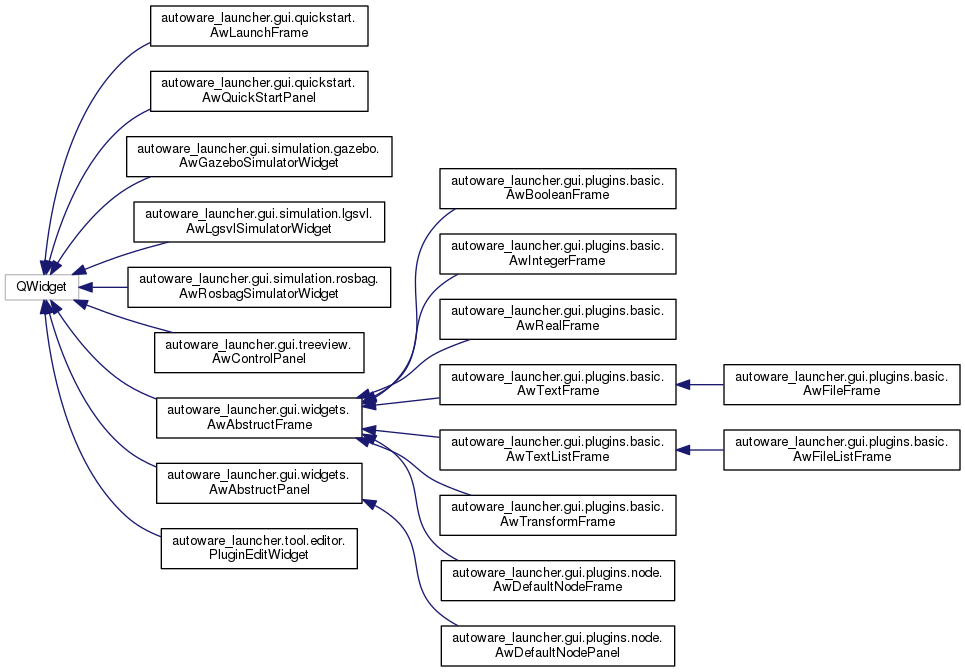 QWidget
autoware_launcher.gui.quickstart.
AwLaunchFrame
autoware_launcher.gui.quickstart.
AwQuickStartPanel
autoware_launcher.gui.simulation.gazebo.
AwGazeboSimulatorWidget
autoware_launcher.gui.simulation.lgsvl.
AwLgsvlSimulatorWidget
autoware_launcher.gui.simulation.rosbag.
AwRosbagSimulatorWidget
autoware_launcher.gui.treeview.
AwControlPanel
autoware_launcher.gui.widgets.
AwAbstructFrame
autoware_launcher.gui.widgets.
AwAbstructPanel
autoware_launcher.tool.editor.
PluginEditWidget
autoware_launcher.gui.plugins.basic.
AwBooleanFrame
autoware_launcher.gui.plugins.basic.
AwIntegerFrame
autoware_launcher.gui.plugins.basic.
AwRealFrame
autoware_launcher.gui.plugins.basic.
AwTextFrame
autoware_launcher.gui.plugins.basic.
AwTextListFrame
autoware_launcher.gui.plugins.basic.
AwTransformFrame
autoware_launcher.gui.plugins.node.
AwDefaultNodeFrame
autoware_launcher.gui.plugins.node.
AwDefaultNodePanel
autoware_launcher.gui.plugins.basic.
AwFileFrame
autoware_launcher.gui.plugins.basic.
AwFileListFrame